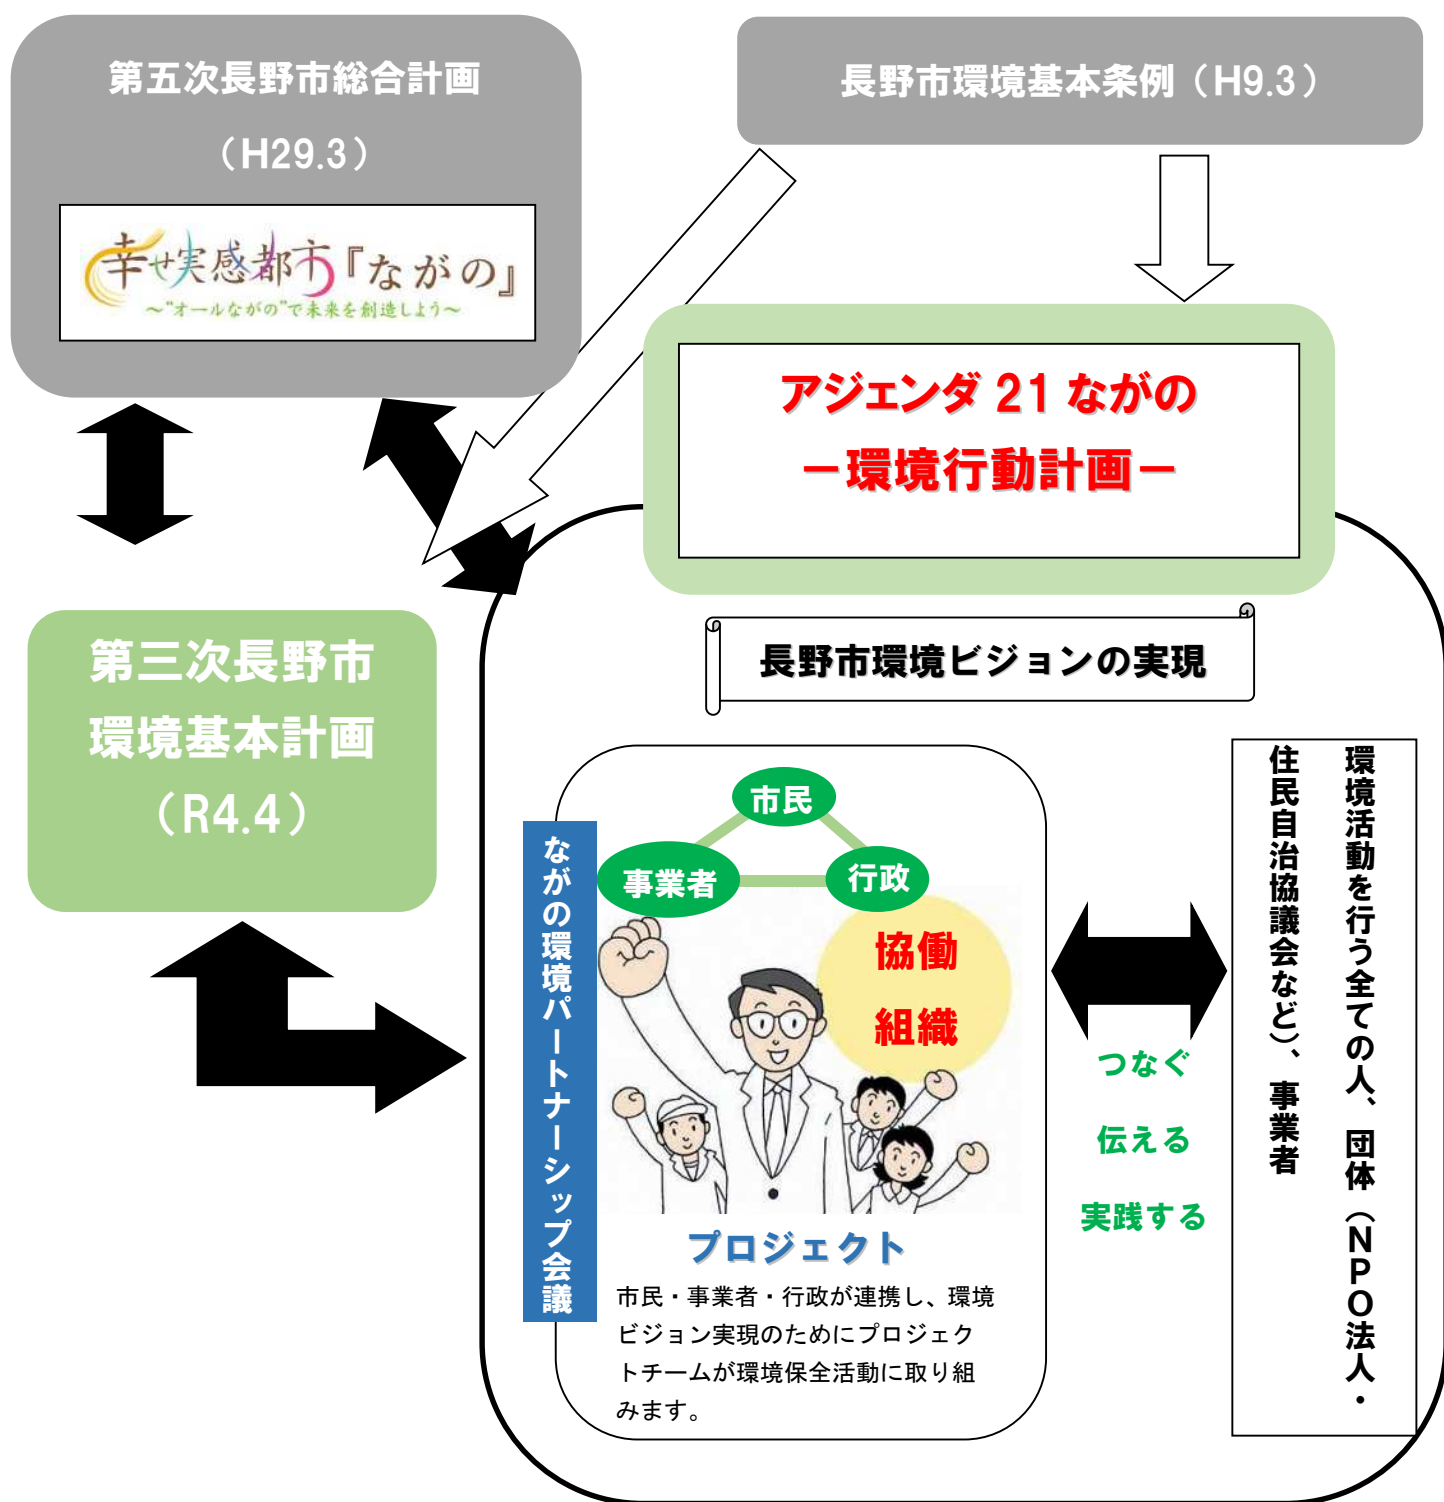 第五次長野市総合計画
（H29.3）
幸せ実感都市『ながの』
～“オールながの”で未来を創造しよう～
長野市環境基本条例（H9.3）
アジェンダ 21 ながの
－環境行動計画－
長野市環境ビジョンの実現
第三次長野市
環境基本計画
（R4.4）
ながの環境パートナーシップ会議
市民
事業者
行政
協働
組織
プロジェクト
市民・事業者・行政が連携し、環境
ビジョン実現のためにプロジェク
トチームが環境保全活動に取り組
みます。
つなぐ
伝える
実践する
環境活動を行う全ての人、団体（ＮＰＯ法人・
住民自治協議会など）、事業者